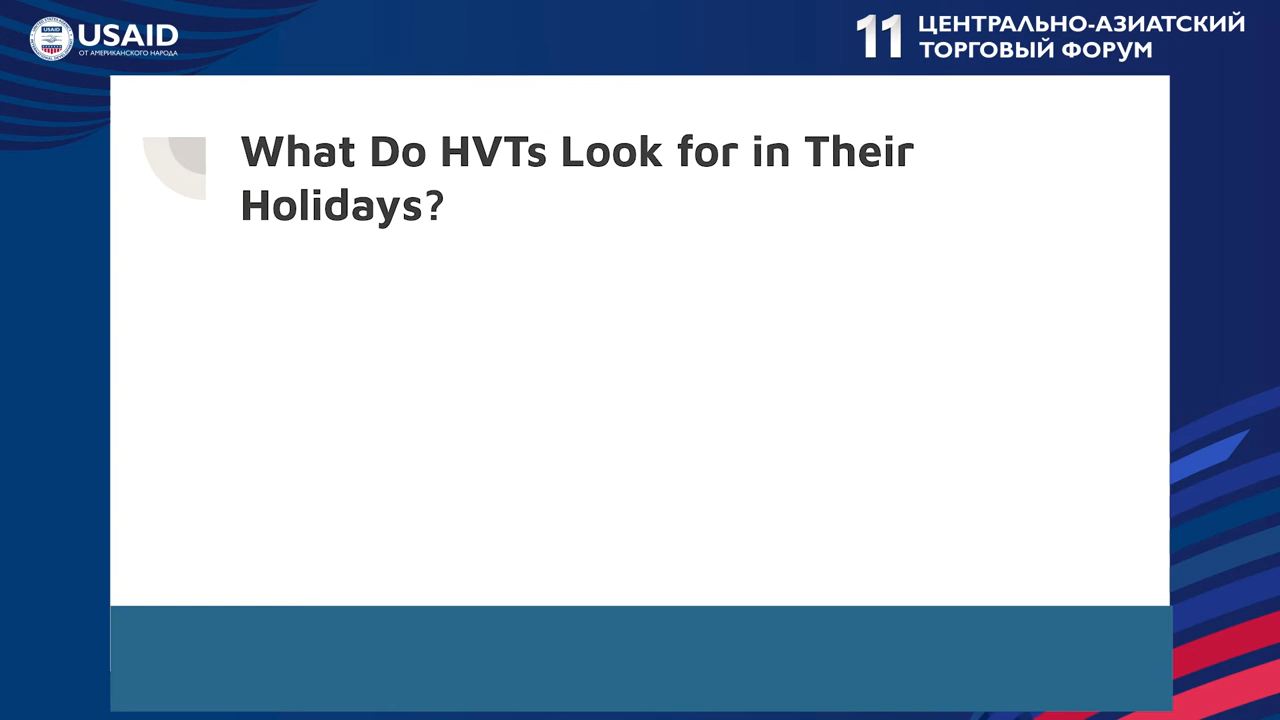 USAID
ОТ АМЕРИКАНСКОГО НАРОДА
11 ЦЕНТРАЛЬНО-АЗИАТСКИЙ
ТОРГОВЫЙ ФОРУМ
What Do HVTs Look for in Their
Holidays?